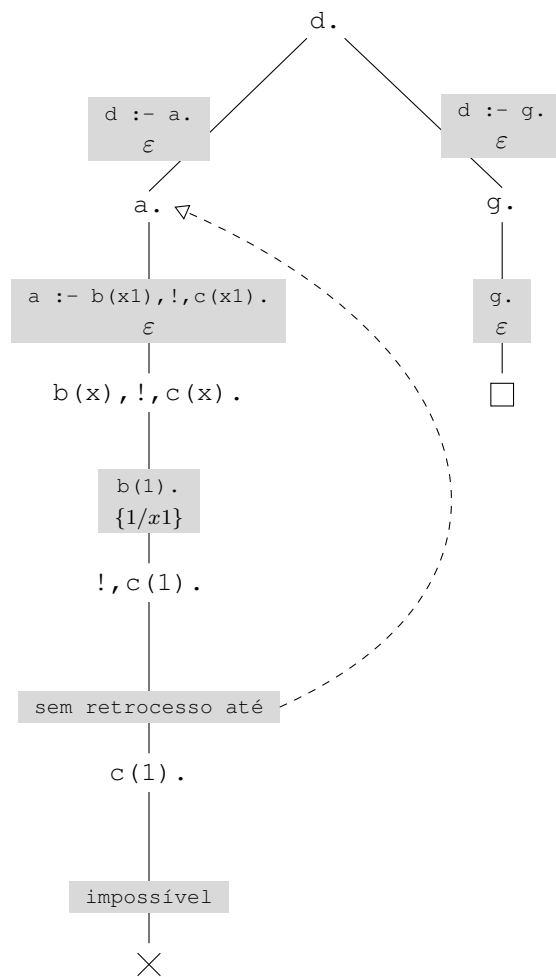 d.
d :- a.
ε
d :- g.
ε
a.
g.
a :- b(x1),!,c(x1).
ε
g.
ε
b(x),!,c(x).
b(1).
{1/x1}
!,c(1).
sem retrocesso até
c(1).
impossível